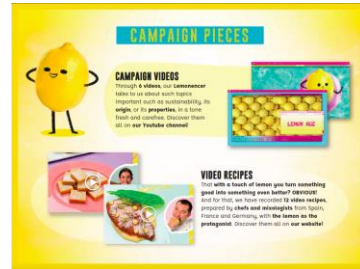 CAMPAIGN PIECES
CAMPAIGN VIDEOS
Through 6 videos, our Lemonencer
talks to us about such topics
important such as sustainability, its
origin, or its properties, in a tone
fresh and carefree. Discover them
all on our Youtube channel!
LEMON AGE
VIDEO RECIPES
That with a touch of lemon you turn something
good into something even better? OBVIOUS!
And for that, we have recorded 12 video recipes,
prepared by chefs and mixologists from Spain,
France and Germany, with the lemon as the
protagonist. Discover them all on our website!